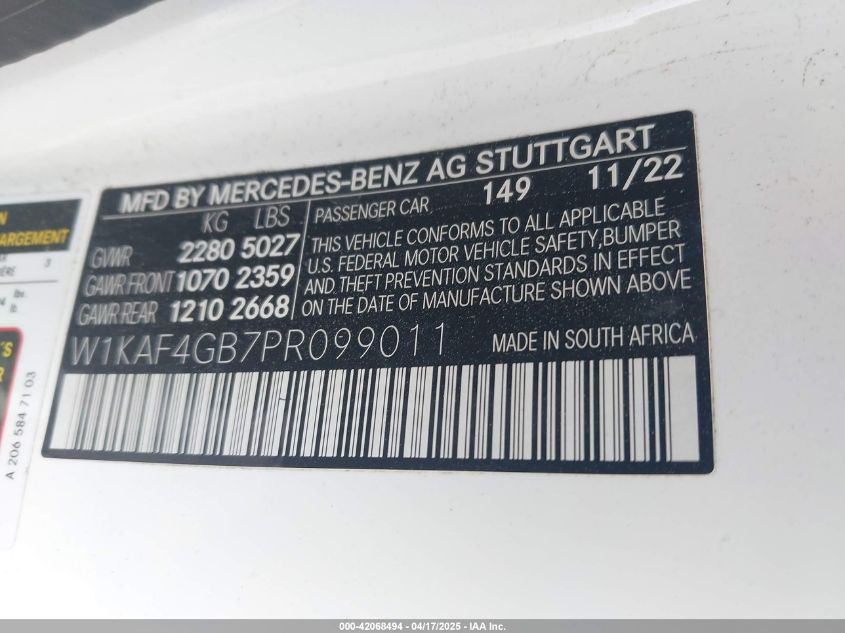 MFD BY MERCEDES-BENZ AG STUTTGART
KG LBS
GVWR 2280 5027
GAWR FRONT 1070 2359
GAWR REAR 1210 2668
PASSENGER CAR 149 11/22
THIS VEHICLE CONFORMS TO ALL APPLICABLE
U.S. FEDERAL MOTOR VEHICLE SAFETY, BUMPER
AND THEFT PREVENTION STANDARDS IN EFFECT
ON THE DATE OF MANUFACTURE SHOWN ABOVE
W1KAF4GB7PR099011 MADE IN SOUTH AFRICA
3
lbs.
lb.
A 206 584 71 03
000-42068494 - 04/17/2025 - IAA Inc.